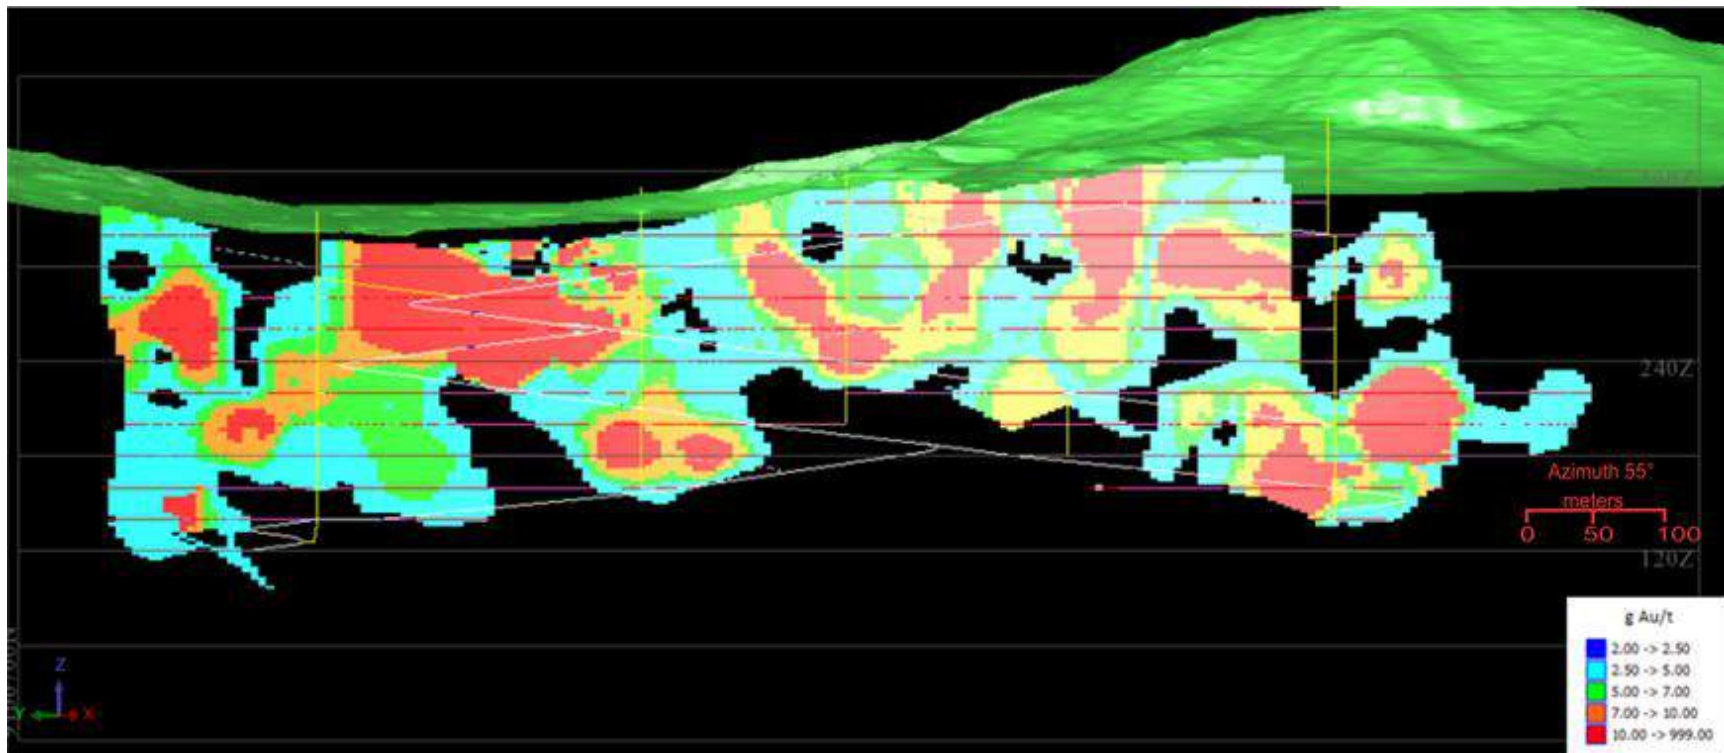 240Z
Azimuth 55°
meters
0 50 100
120Z
g Au/t
2.00 -> 2.50
2.50 -> 5.00
5.00 -> 7.00
7.00 -> 10.00
10.00 -> 999.00
Z
Y X